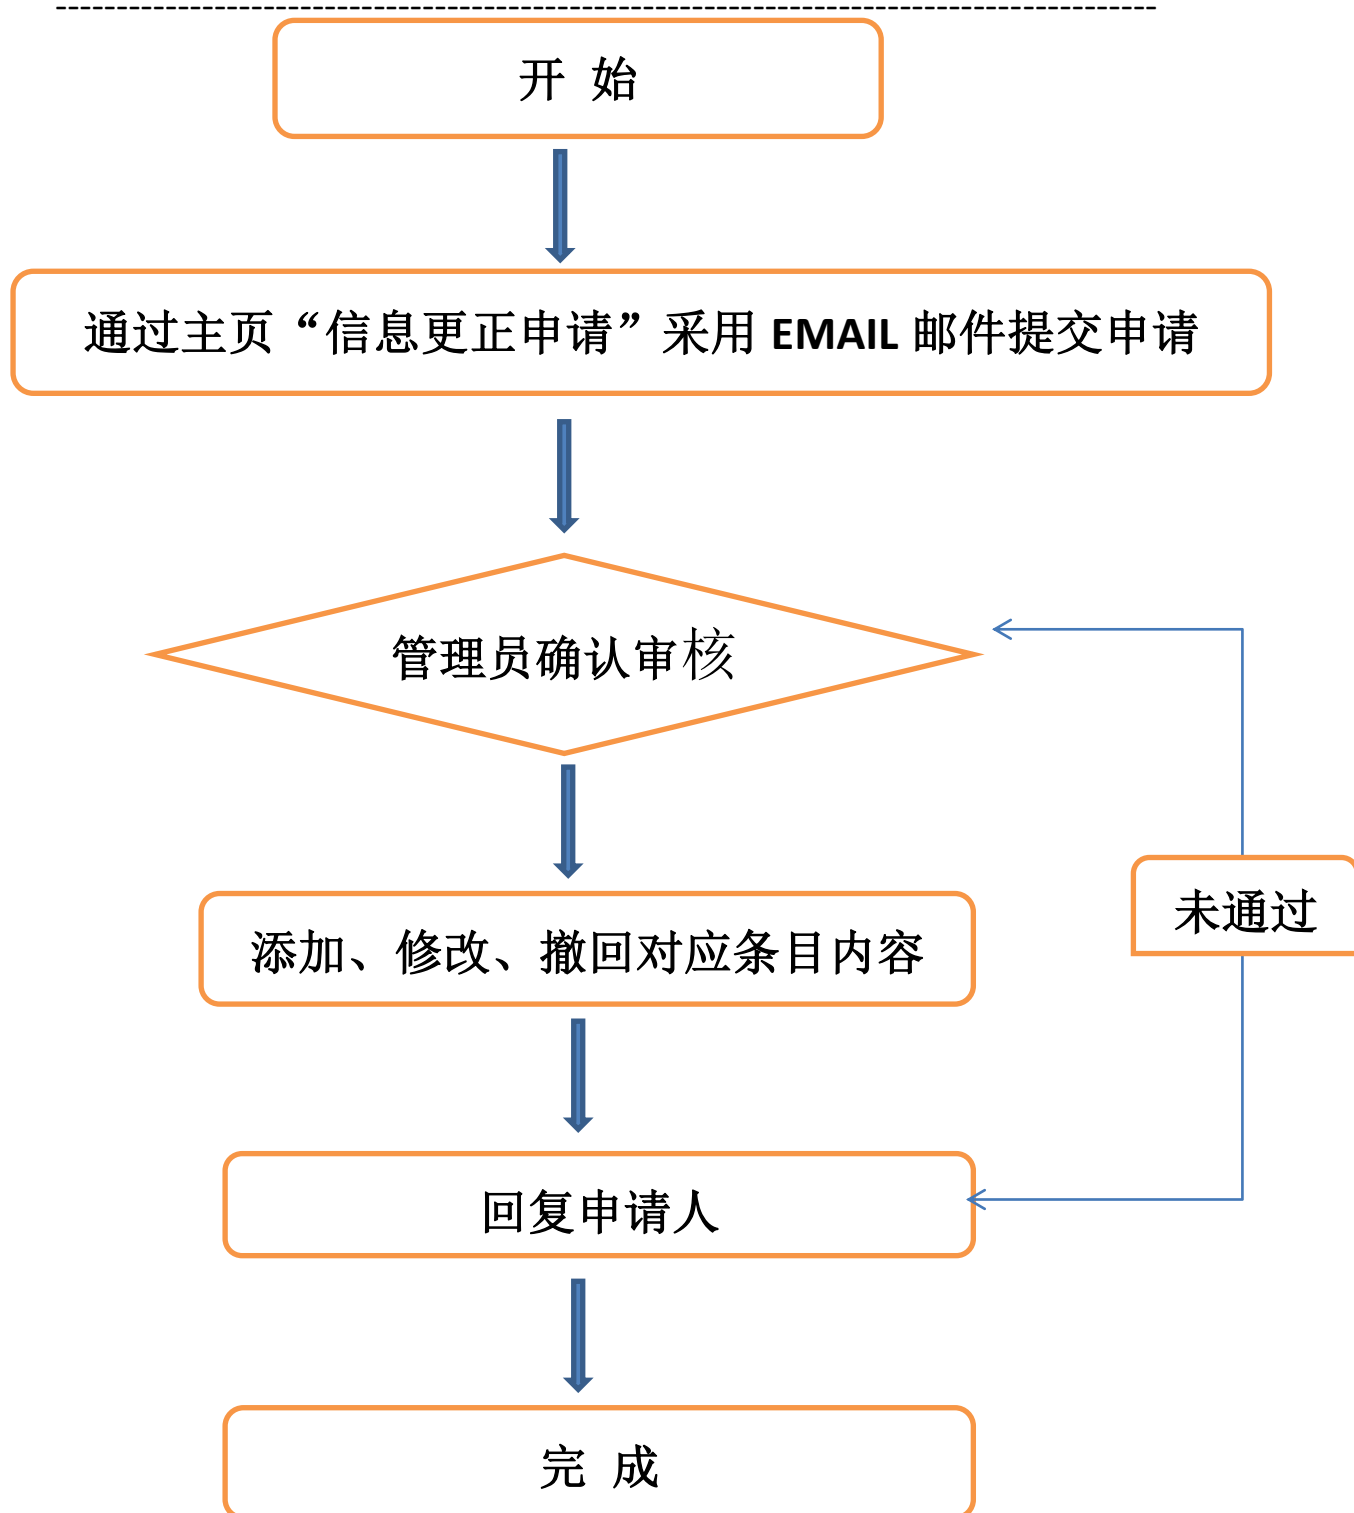 开 始
通过主页“信息更正申请”采用 EMAIL 邮件提交申请
管理员确认审核
未通过
添加、修改、撤回对应条目内容
回复申请人
完 成